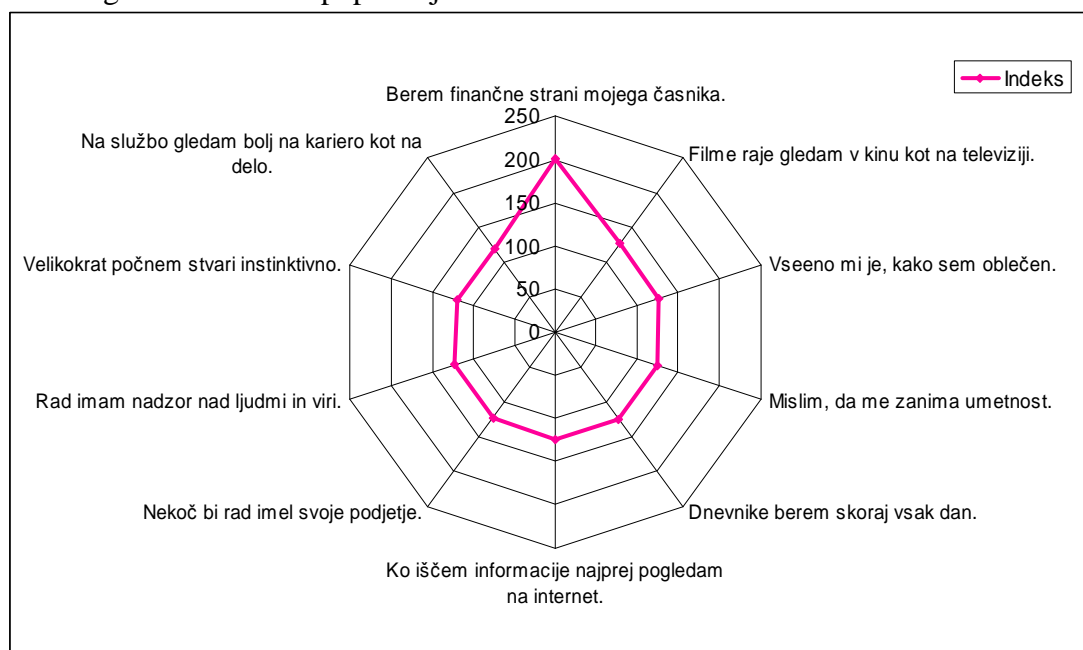 Indeks
Berem finančne strani mojega časnika.
250
Na službo gledam bolj na kariero kot na
delo.
Filme raje gledam v kinu kot na televiziji.
200
150
Velikokrat počnem stvari instinktivno.
Vseeno mi je, kako sem oblečen.
100
50
0
Rad imam nadzor nad ljudmi in viri.
Mislim, da me zanima umetnost.
Nekoč bi rad imel svoje podjetje.
Dnevnike berem skoraj vsak dan.
Ko iščem informacije najprej pogledam
na internet.